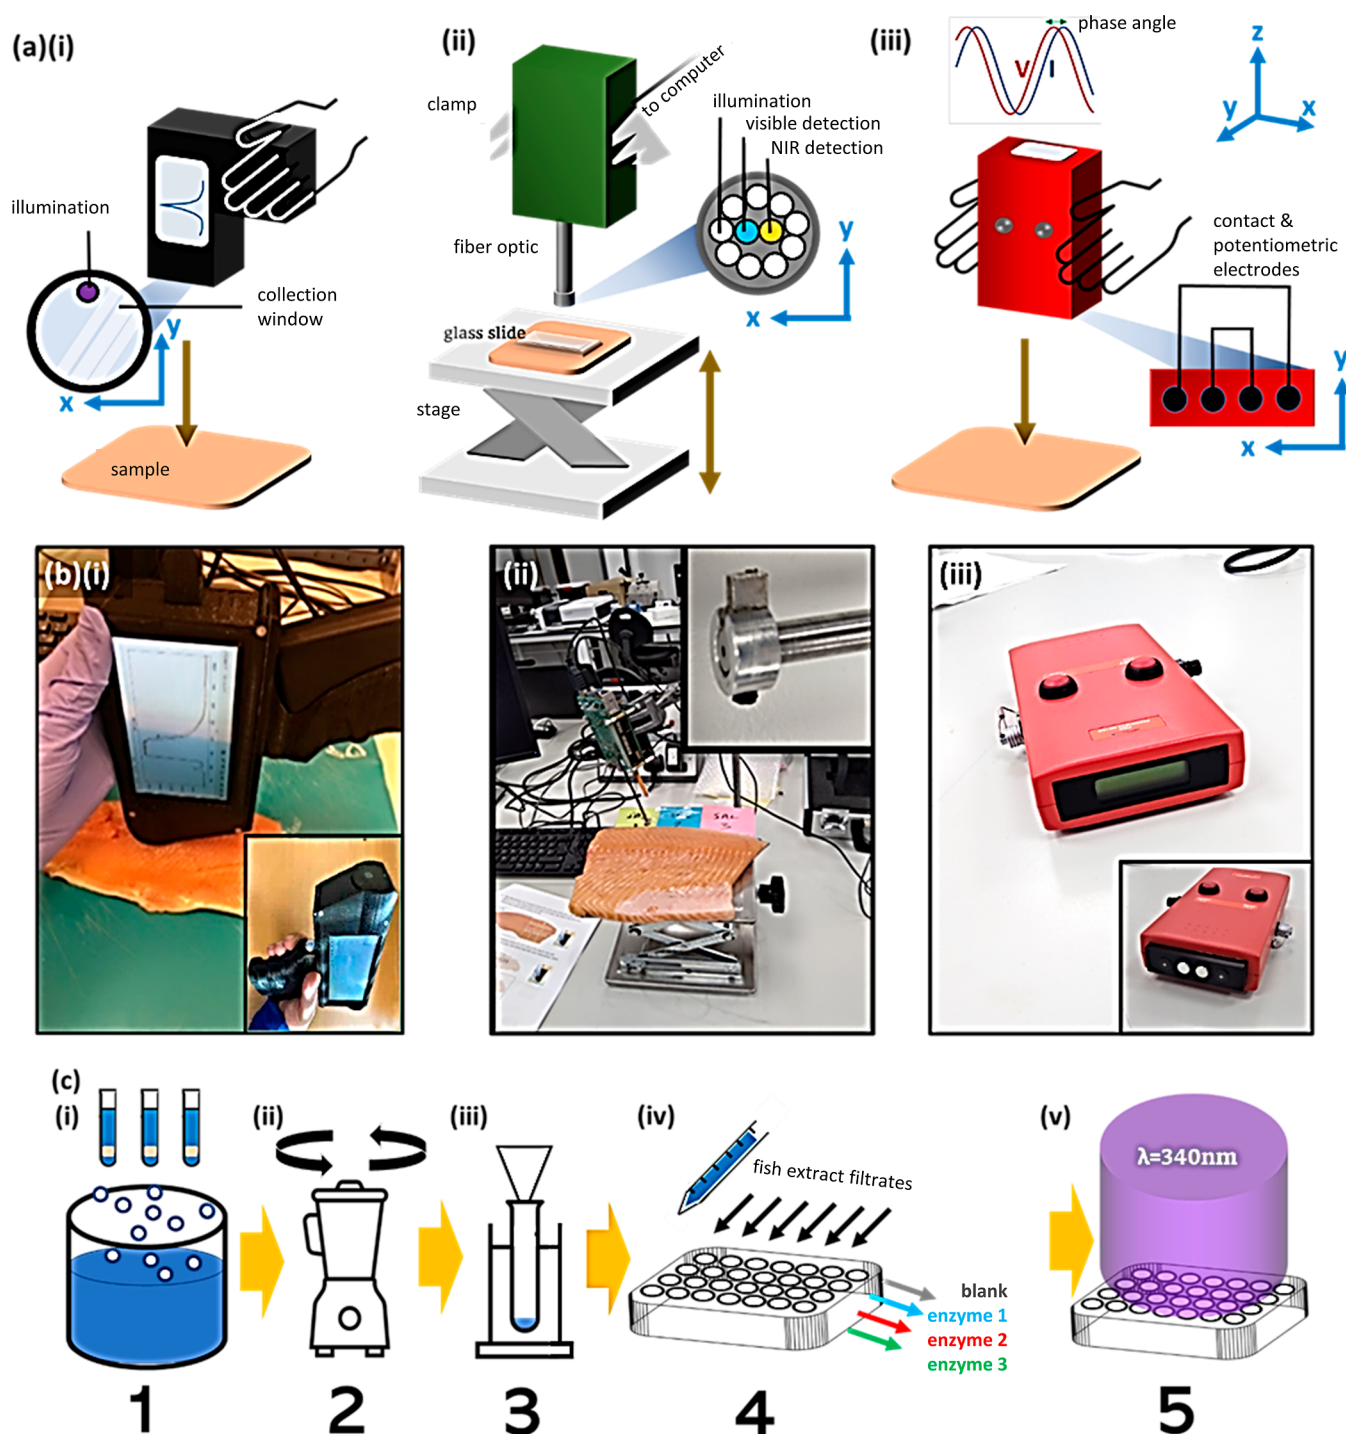 (a)(i)
illumination
collection
window
y
x
sample
(ii)
clamp
to computer
illumination
visible detection
NIR detection
fiber optic
y
x
glass slide
stage
(iii)
phase angle
V I
z
y
x
contact &
potentiometric
electrodes
y
x
(b)(i)
(ii)
SAL
3
(iii)
(c)
(i)
(ii)
(iii)
(iv)
fish extract filtrates
blank
enzyme 1
enzyme 2
enzyme 3
(v)
λ=340nm
1
2
3
4
5